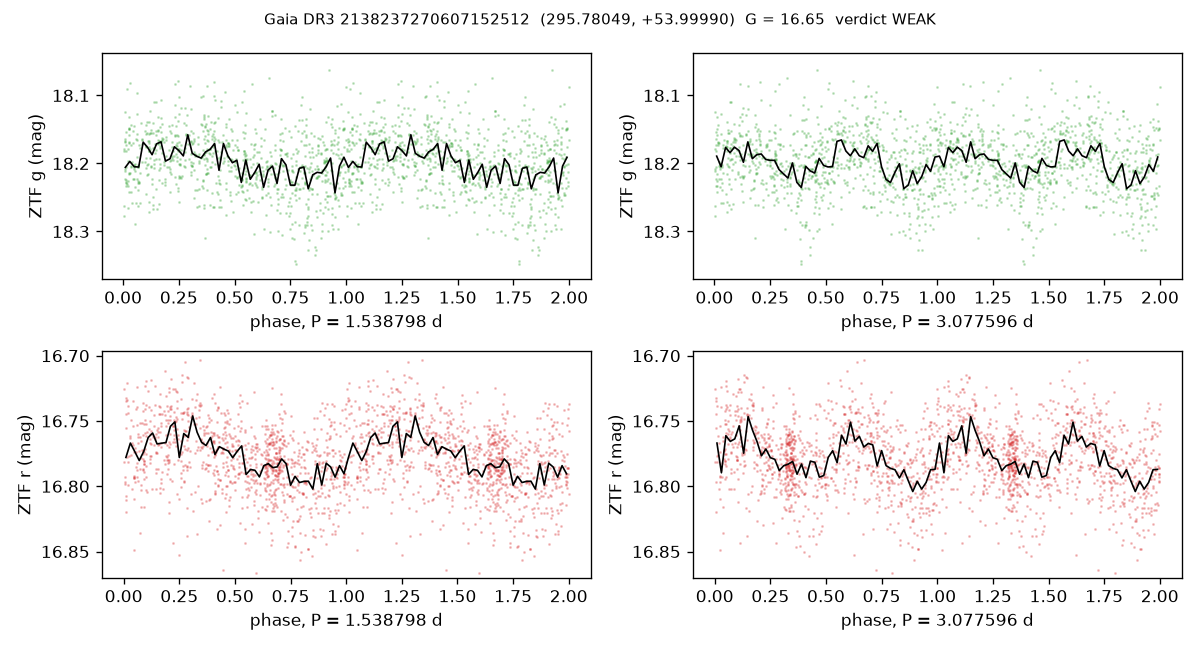 Gaia DR3 2138237270607152512 (295.78049, +53.99990) G = 16.65 verdict WEAK
ZTF g (mag)
18.1
18.2
18.3
0.00 0.25 0.50 0.75 1.00 1.25 1.50 1.75 2.00
phase, P = 1.538798 d
ZTF g (mag)
18.1
18.2
18.3
0.00 0.25 0.50 0.75 1.00 1.25 1.50 1.75 2.00
phase, P = 3.077596 d
ZTF r (mag)
16.70
16.75
16.80
16.85
0.00 0.25 0.50 0.75 1.00 1.25 1.50 1.75 2.00
phase, P = 1.538798 d
ZTF r (mag)
16.70
16.75
16.80
16.85
0.00 0.25 0.50 0.75 1.00 1.25 1.50 1.75 2.00
phase, P = 3.077596 d